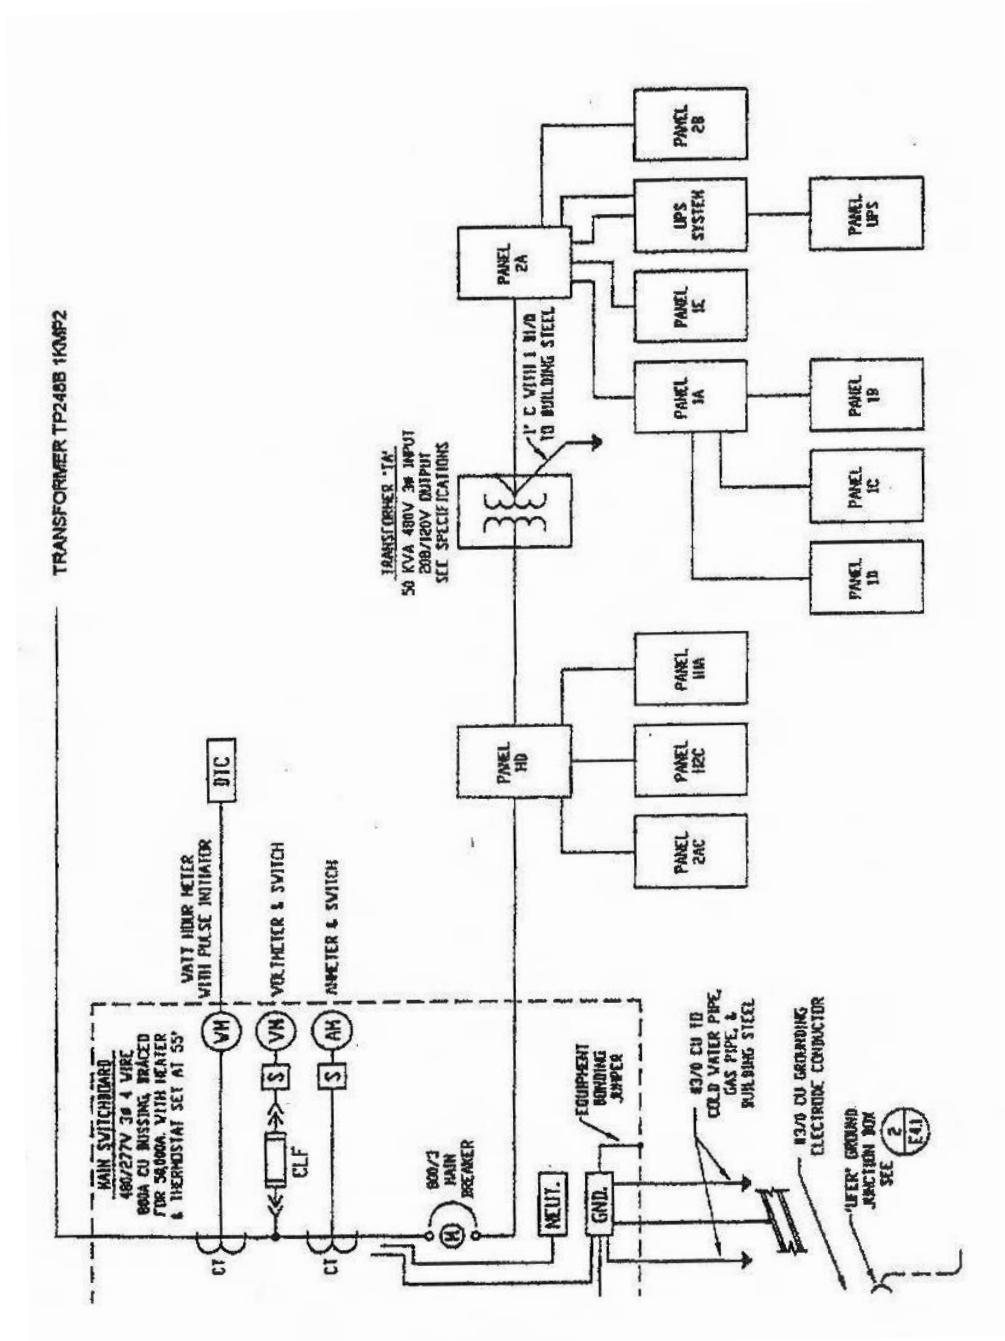 TRANSFORMER TP248B 1KMP2
MAIN SWITCHBOARD
480/277V 3Ø 4 WIRE
800A CU BUSSING, BRACED
FOR 50,000A. WITH HEATER
& THERMOSTAT SET AT 55°
WATT HOUR METER
WITH PULSE INITIATOR
DTC
WM
CT
VOLTMETER & SWITCH
VM
S
CLF
AMMETER & SWITCH
AM
S
CT
800/3
MAIN
BREAKER
M
NEUT.
GND.
EQUIPMENT
BONDING
JUMPER
#3/0 CU TO
COLD WATER PIPE,
GAS PIPE, &
BUILDING STEEL
#3/0 CU GROUNDING
ELECTRODE CONDUCTOR
"UFER" GROUND
JUNCTION BOX
SEE
2
E4.1
PANEL
HD
PANEL
2AC
PANEL
H2C
PANEL
H1A
TRANSFORMER "TA"
50 KVA 480V 3Ø INPUT
208/120V OUTPUT
SEE SPECIFICATIONS
1" C WITH 1 #1/0
TO BUILDING STEEL
PANEL
2A
PANEL
1A
PANEL
1E
UPS
SYSTEM
PANEL
2B
PANEL
1D
PANEL
1C
PANEL
1B
PANEL
UPS